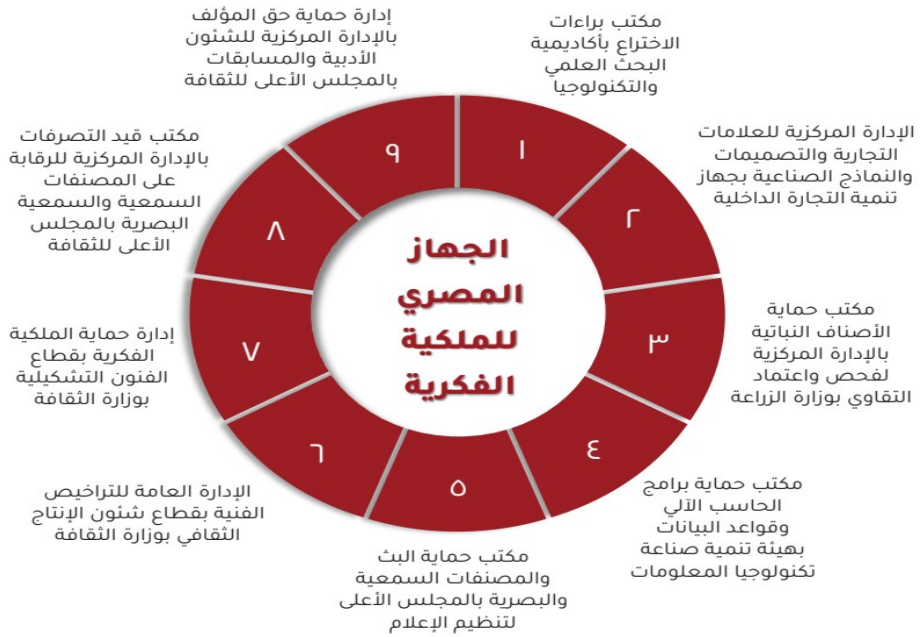 الجهاز
المصري
للملكية
الفكرية
١
مكتب براءات
الاختراع بأكاديمية
البحث العلمي
والتكنولوجيا
٢
الإدارة المركزية للعلامات
التجارية والتصميمات
والنماذج الصناعية بجهاز
تنمية التجارة الداخلية
٣
مكتب حماية
الأصناف النباتية
بالإدارة المركزية
لفحص واعتماد
التقاوي بوزارة الزراعة
٤
مكتب حماية برامج
الحاسب الآلي
وقواعد البيانات
بهيئة تنمية صناعة
تكنولوجيا المعلومات
٥
مكتب حماية البث
والمصنفات السمعية
والبصرية بالمجلس الأعلى
لتنظيم الإعلام
٦
الإدارة العامة للتراخيص
الفنية بقطاع شئون الإنتاج
الثقافي بوزارة الثقافة
٧
إدارة حماية الملكية
الفكرية بقطاع
الفنون التشكيلية
بوزارة الثقافة
٨
مكتب قيد التصرفات
بالإدارة المركزية للرقابة
على المصنفات
السمعية والسمعية
البصرية بالمجلس
الأعلى للثقافة
٩
إدارة حماية حق المؤلف
بالإدارة المركزية للشئون
الأدبية والمسابقات
بالمجلس الأعلى للثقافة